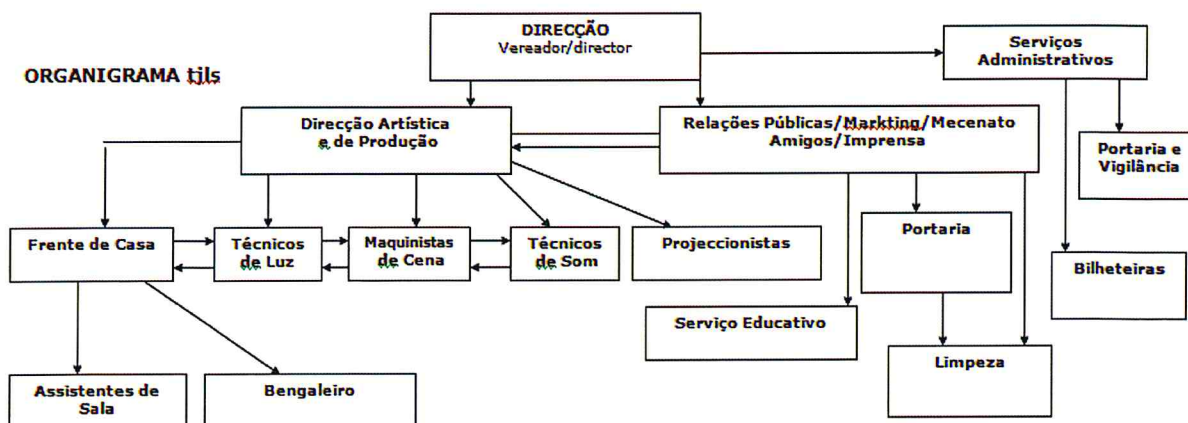 DIRECÇÃO
Vereador/director
Serviços
Administrativos
ORGANIGRAMA tjls
Direcção Artística
e de Produção
Relações Públicas/Markting/Mecenato
Amigos/Imprensa
Portaria e
Vigilância
Frente de Casa
Técnicos
de Luz
Maquinistas
de Cena
Técnicos
de Som
Projeccionistas
Portaria
Bilheteiras
Serviço Educativo
Limpeza
Assistentes de
Sala
Bengaleiro